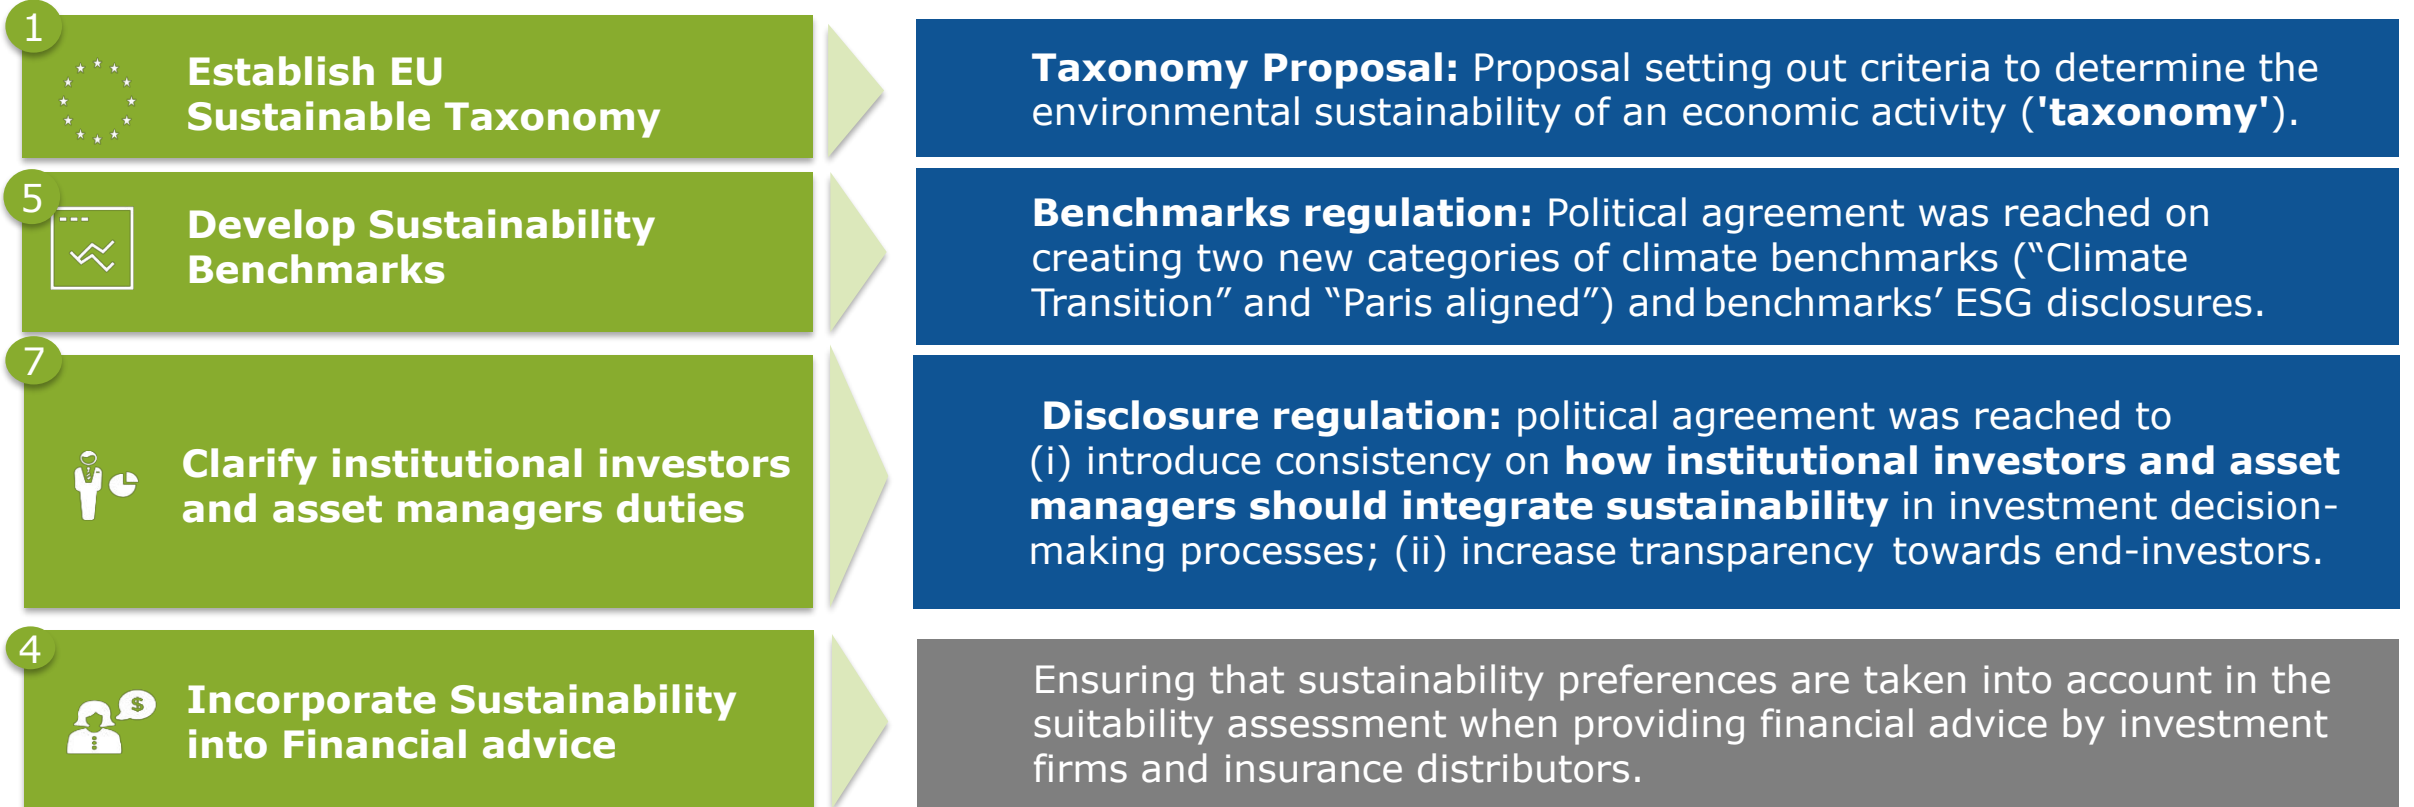 1
Establish EU
Sustainable Taxonomy
Taxonomy Proposal: Proposal setting out criteria to determine the
environmental sustainability of an economic activity ('taxonomy').
5
Develop Sustainability
Benchmarks
Benchmarks regulation: Political agreement was reached on
creating two new categories of climate benchmarks (“Climate
Transition” and “Paris aligned”) and benchmarks’ ESG disclosures.
7
Clarify institutional investors
and asset managers duties
Disclosure regulation: political agreement was reached to
(i) introduce consistency on how institutional investors and asset
managers should integrate sustainability in investment decision-
making processes; (ii) increase transparency towards end-investors.
4
$
Incorporate Sustainability
into Financial advice
Ensuring that sustainability preferences are taken into account in the
suitability assessment when providing financial advice by investment
firms and insurance distributors.